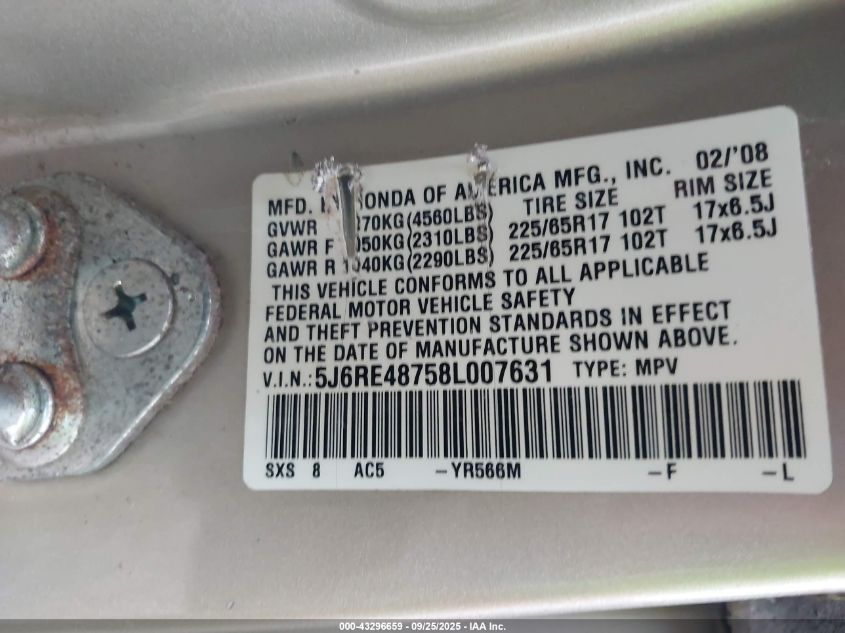 MFD. HONDA OF AMERICA MFG., INC. 02/'08
GVWR 70KG(4560LBS) TIRE SIZE RIM SIZE
GAWR F 050KG(2310LBS) 225/65R17 102T 17x6.5J
GAWR R 1040KG(2290LBS) 225/65R17 102T 17x6.5J
THIS VEHICLE CONFORMS TO ALL APPLICABLE
FEDERAL MOTOR VEHICLE SAFETY
AND THEFT PREVENTION STANDARDS IN EFFECT
ON THE DATE OF MANUFACTURE SHOWN ABOVE.
V.I.N.:5J6RE48758L007631 TYPE: MPV
SXS 8 AC5 -YR566M -F -L
000-43296659 - 09/25/2025 - IAA Inc.